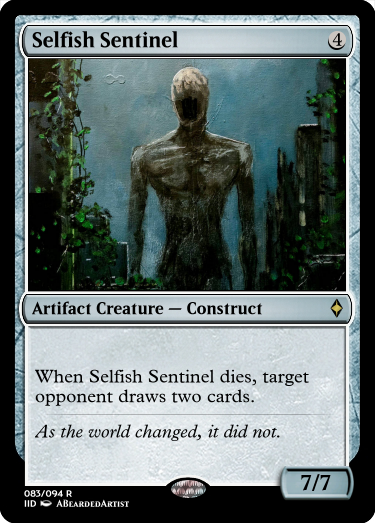 Selfish Sentinel 4
Artifact Creature — Construct
When Selfish Sentinel dies, target
opponent draws two cards.
As the world changed, it did not.
7/7
083/094 R
IID ABeardedArtist